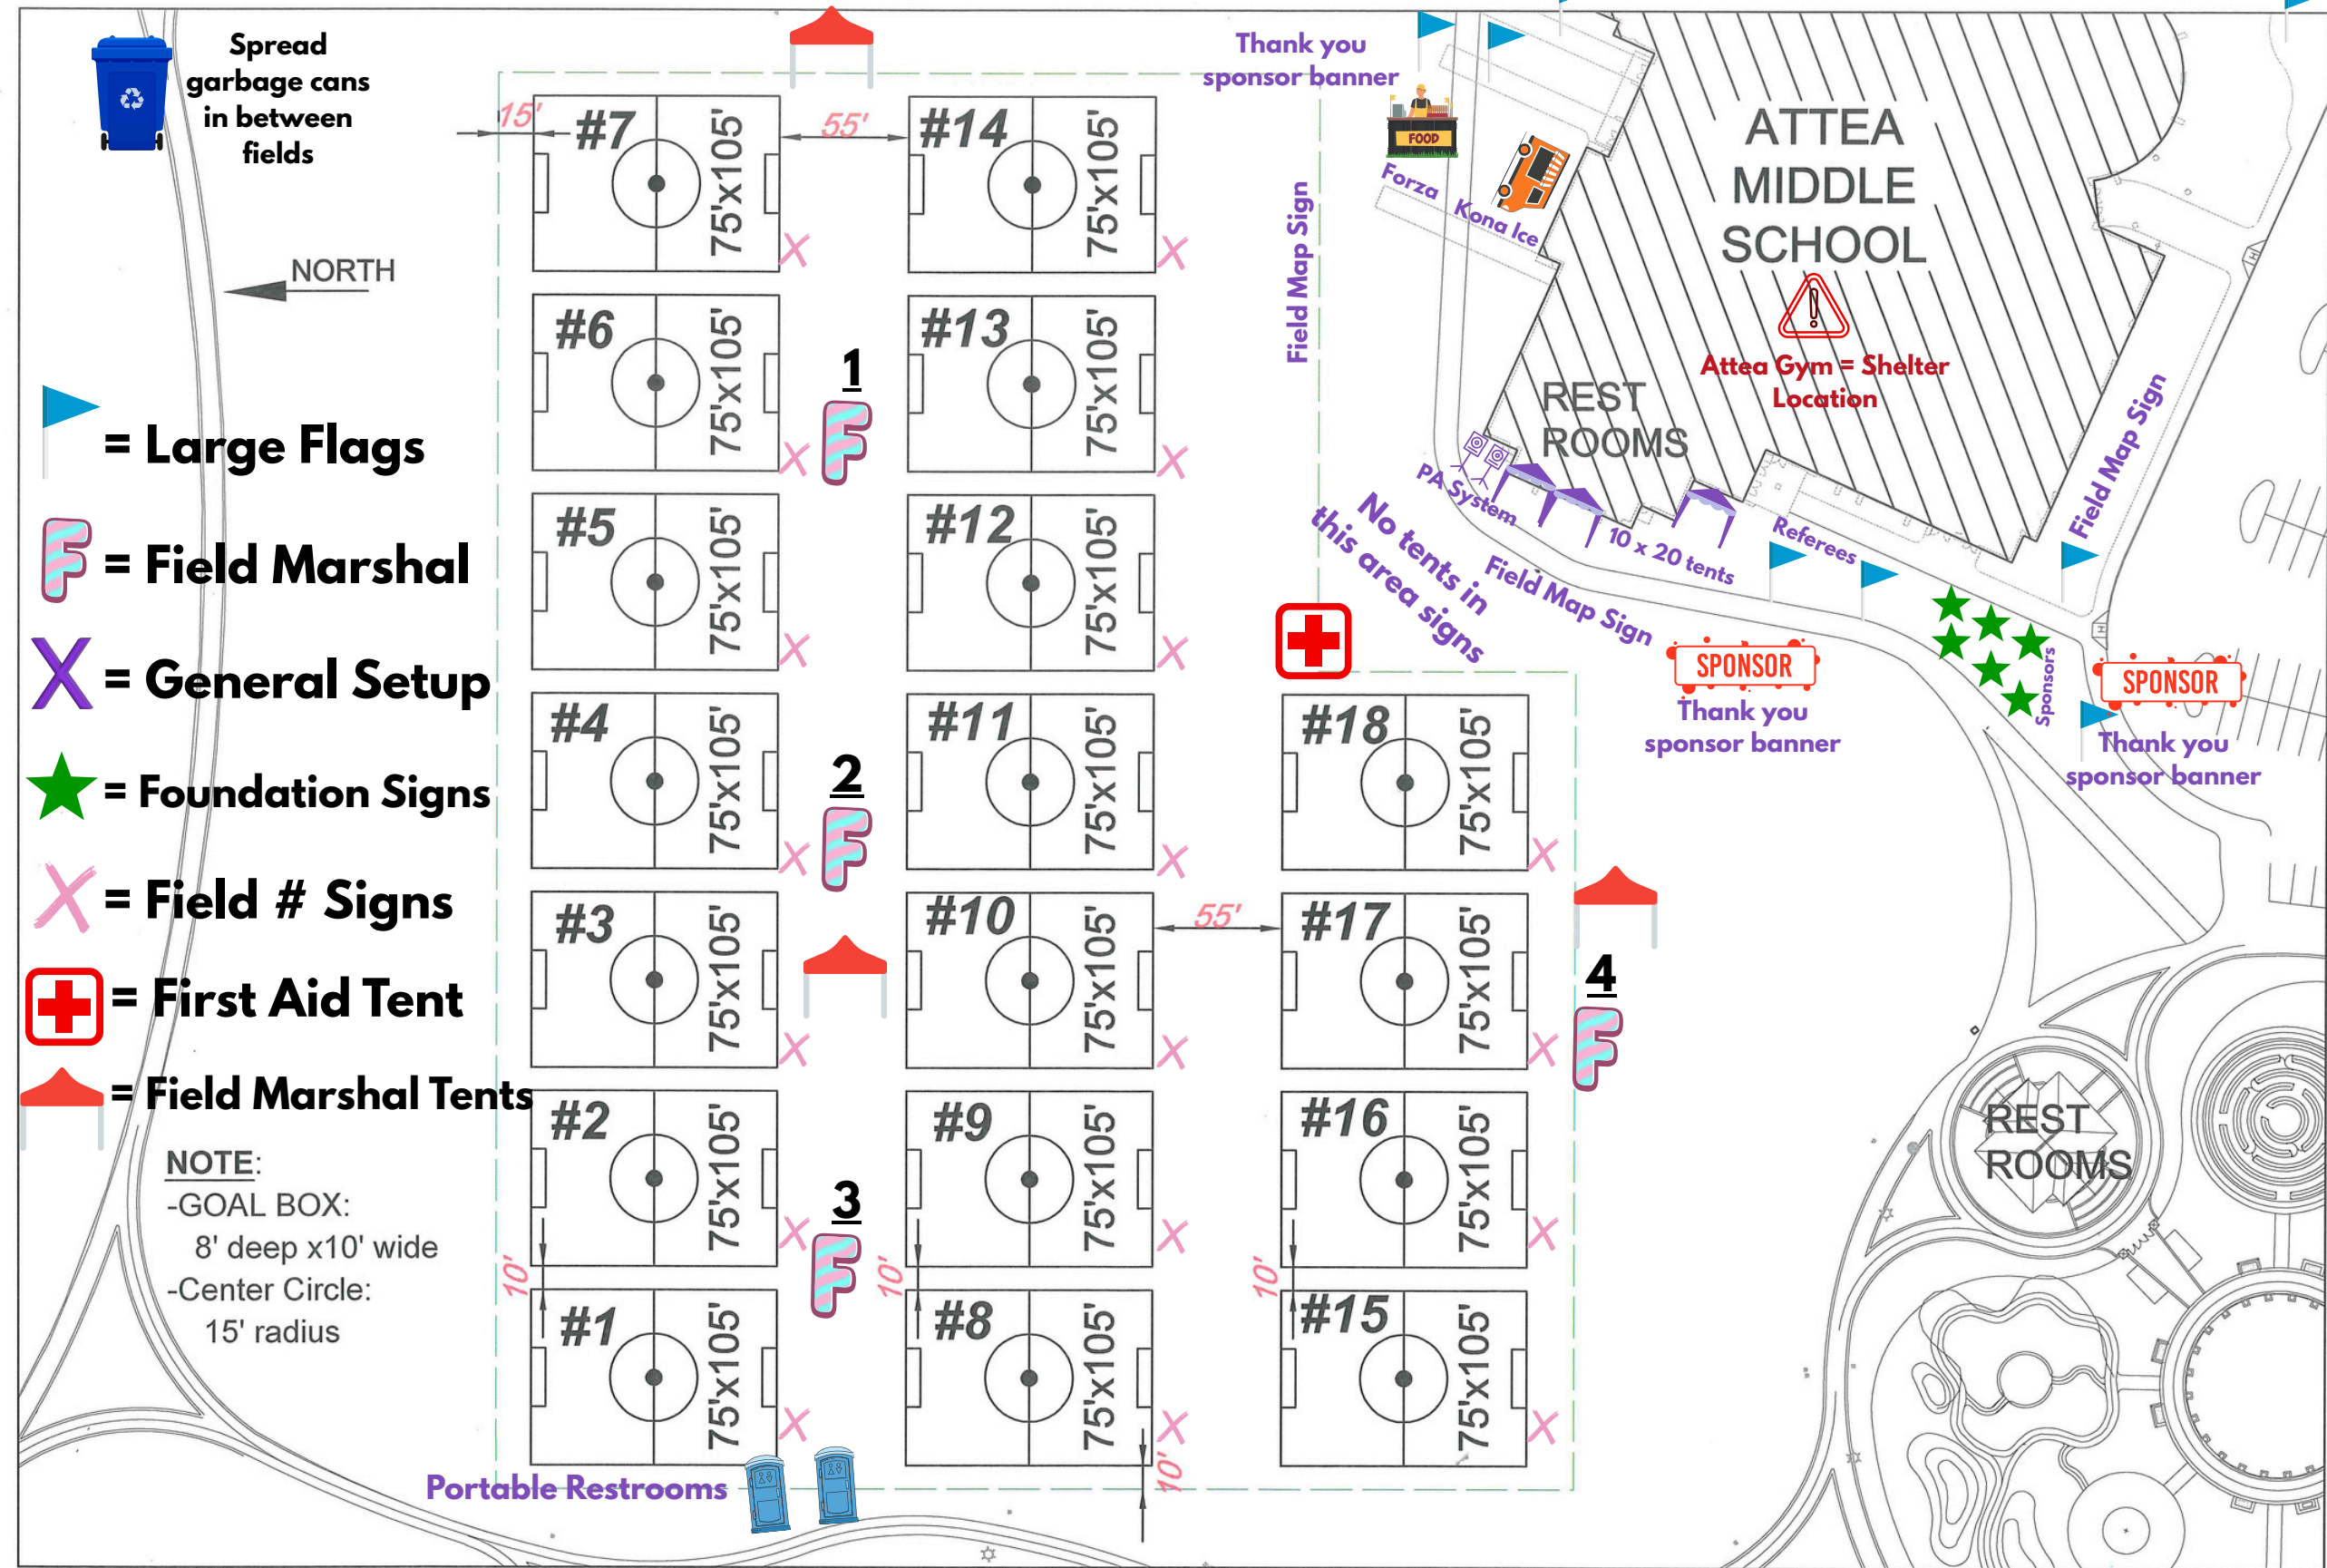 Spread
garbage cans
in between
fields
NORTH
= Large Flags
F = Field Marshal
X = General Setup
= Foundation Signs
X = Field # Signs
= First Aid Tent
= Field Marshal Tents
NOTE:
-GOAL BOX:
8' deep x10' wide
-Center Circle:
15' radius
15'
#7
75'x105'
55'
#14
75'x105'
X
X
#6
75'x105'
1
F
#13
75'x105'
X
X
#5
75'x105'
#12
75'x105'
X
X
#4
75'x105'
2
F
#11
75'x105'
#18
75'x105'
X
X
X
#3
75'x105'
#10
75'x105'
55'
#17
75'x105'
4
F
X
X
X
#2
75'x105'
3
F
#9
75'x105'
#16
75'x105'
X
X
X
10'
10'
10'
#1
75'x105'
#8
75'x105'
#15
75'x105'
X
X
X
10'
Portable Restrooms
Thank you
sponsor banner
FOOD
Forza
Kona Ice
Field Map Sign
ATTEA
MIDDLE
SCHOOL
Attea Gym = Shelter
Location
REST
ROOMS
PA System
10 x 20 tents
Referees
Field Map Sign
No tents in
this area signs
Field Map Sign
SPONSOR
Thank you
sponsor banner
Sponsors
SPONSOR
Thank you
sponsor banner
H
H
REST
ROOMS